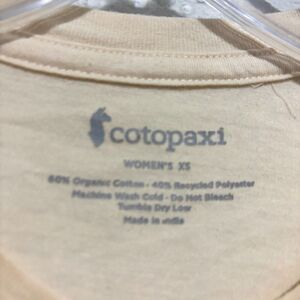 cotopaxi
WOMEN'S XS
60% Organic Cotton - 40% Recycled Polyester
Machine Wash Cold - Do Not Bleach
Tumble Dry Low
Made in India